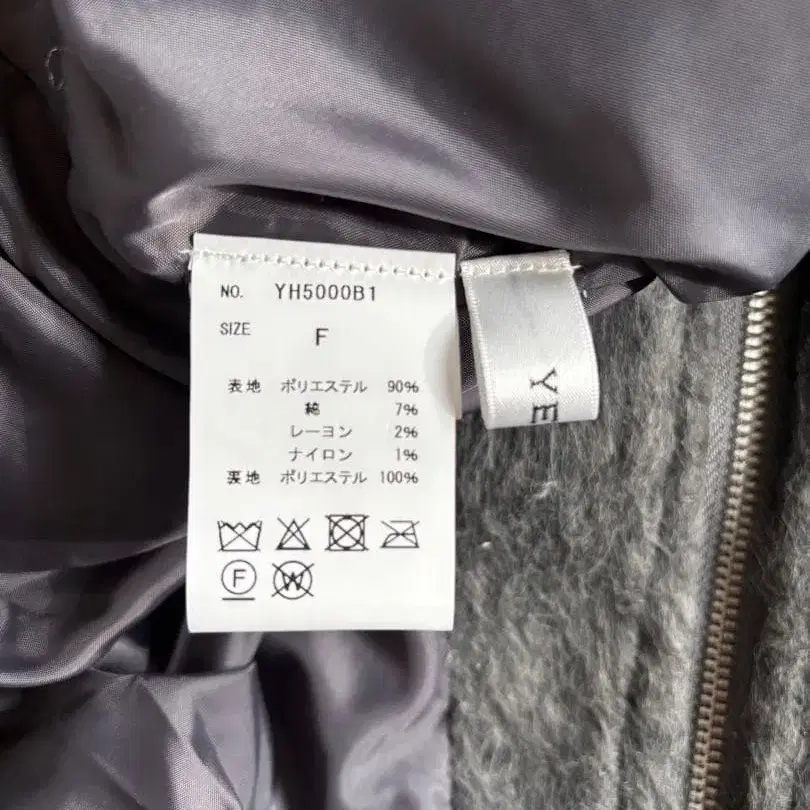 NO. YH5000B1
SIZE F
表地 ポリエステル 90%
綿 7%
レーヨン 2%
ナイロン 1%
裏地 ポリエステル 100%
F
W
YE